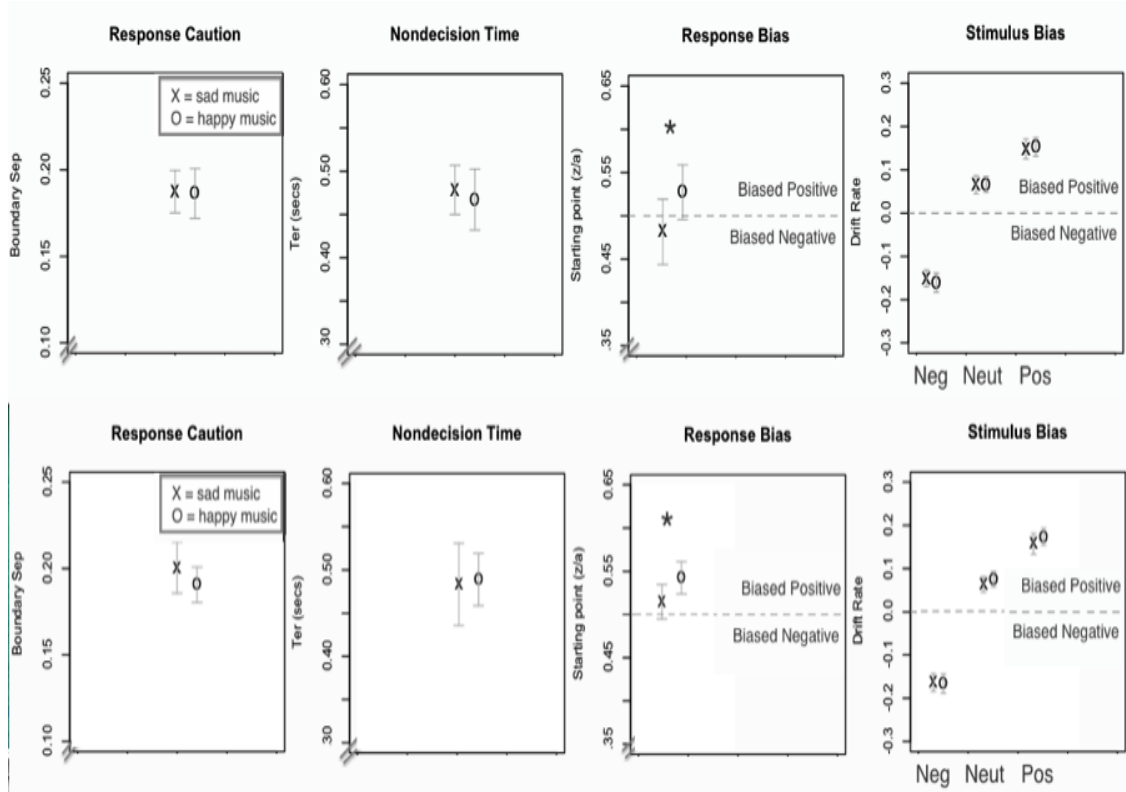 Response Caution
Nondecision Time
Response Bias
Stimulus Bias
Boundary Sep
0.25
0.20
0.15
0.10
X = sad music
O = happy music
X
O
Ter (secs)
0.60
0.50
0.40
.30
X
O
Starting point (z/a)
0.65
0.55
0.45
.35
*
X
O
Biased Positive
Biased Negative
Drift Rate
0.3
0.2
0.1
0.0
-0.1
-0.2
-0.3
XO
XO
XO
Biased Positive
Biased Negative
Neg Neut Pos
Response Caution
Nondecision Time
Response Bias
Stimulus Bias
Boundary Sep
0.25
0.20
0.15
0.10
X = sad music
O = happy music
X
O
Ter (secs)
0.60
0.50
0.40
.30
X
O
Starting point (z/a)
0.65
0.55
0.45
.35
*
X
O
Biased Positive
Biased Negative
Drift Rate
0.3
0.2
0.1
0.0
-0.1
-0.2
-0.3
XO
XO
XO
Biased Positive
Biased Negative
Neg Neut Pos